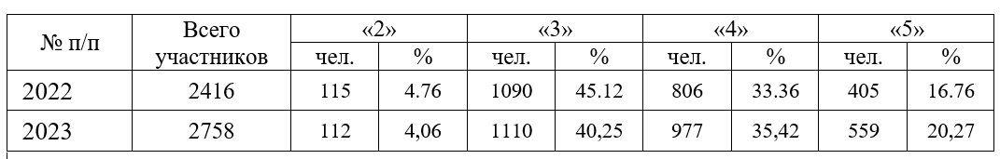 № п/п Всего участников «2» «3» «4» «5»
чел. % чел. % чел. % чел. %
2022 2416 115 4.76 1090 45.12 806 33.36 405 16.76
2023 2758 112 4,06 1110 40,25 977 35,42 559 20,27